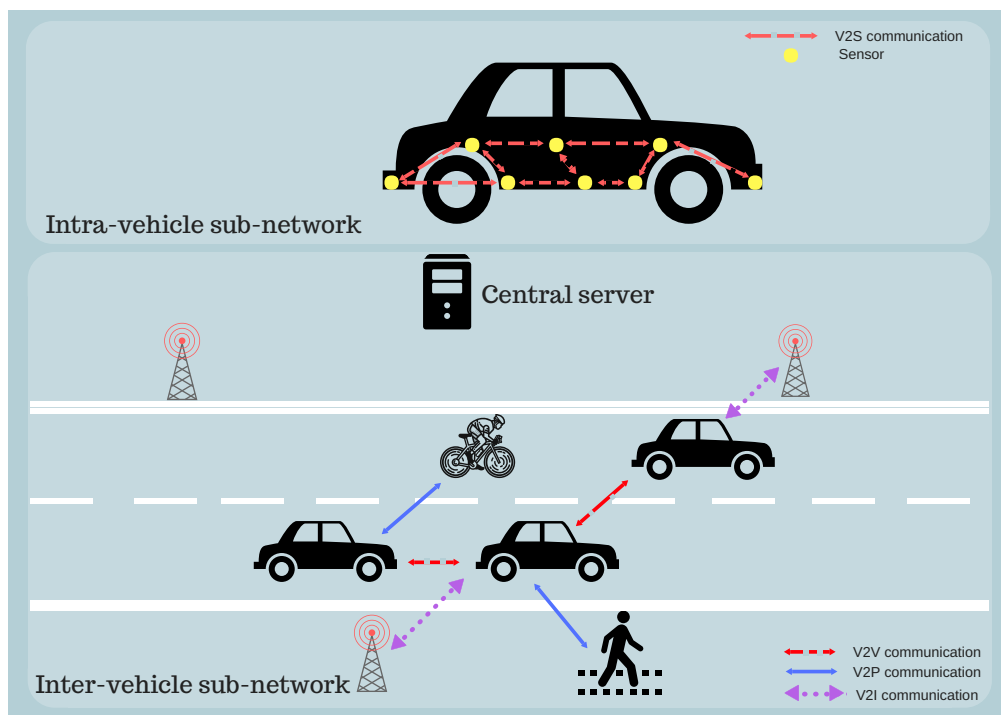 V2S communication
Sensor
Intra-vehicle sub-network
Central server
Inter-vehicle sub-network
V2V communication
V2P communication
V2I communication